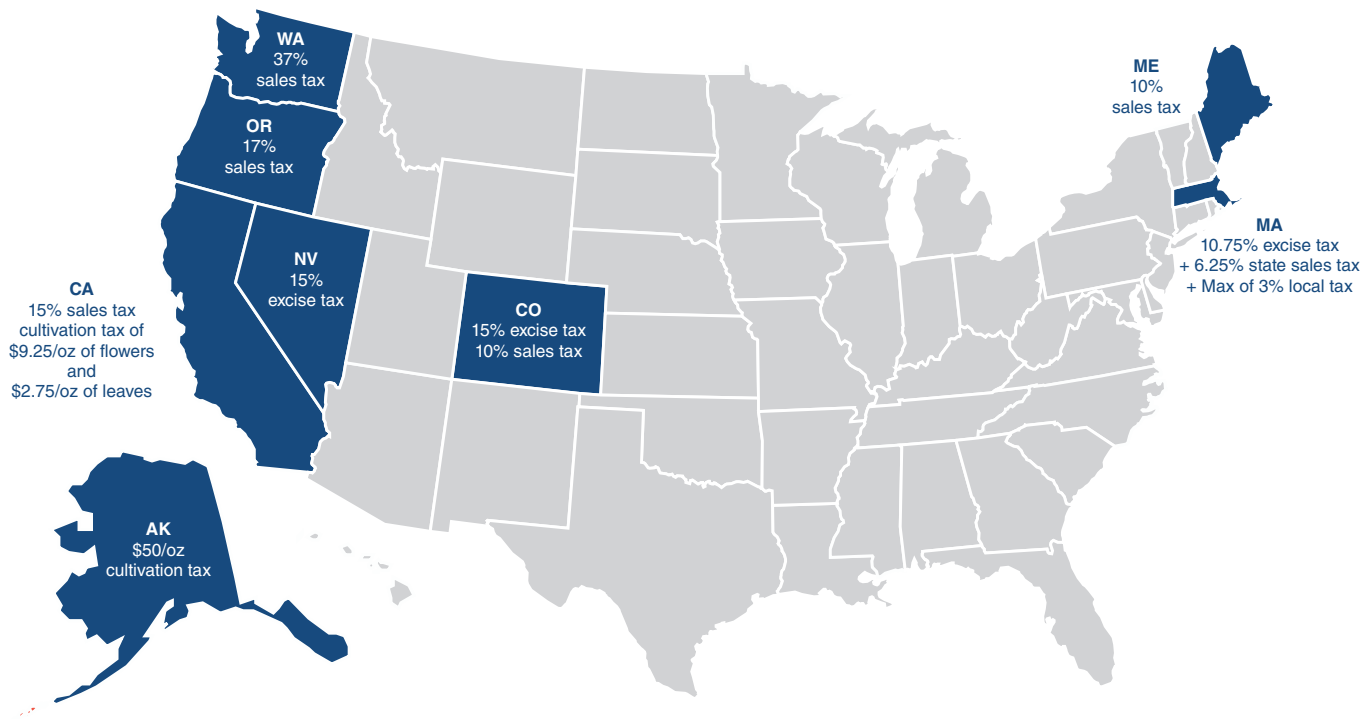 WA
37%
sales tax
OR
17%
sales tax
CA
15% sales tax
cultivation tax of
$9.25/oz of flowers
and
$2.75/oz of leaves
NV
15%
excise tax
CO
15% excise tax
10% sales tax
AK
$50/oz
cultivation tax
ME
10%
sales tax
MA
10.75% excise tax
+ 6.25% state sales tax
+ Max of 3% local tax